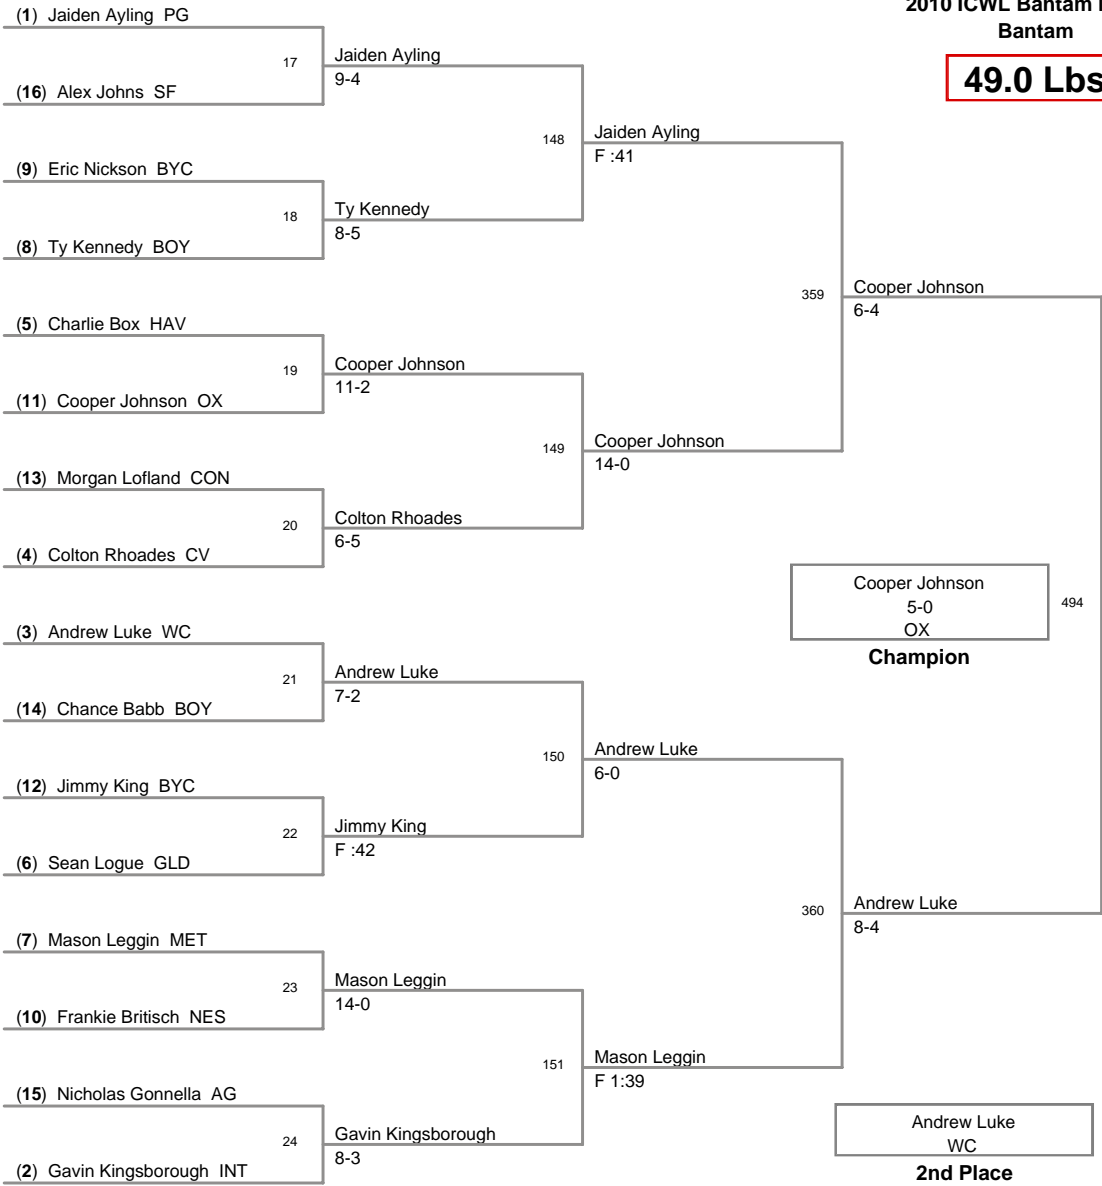 2010 ICWL Bantam
Bantam
49.0 Lbs
(1) Jaiden Ayling PG
17
(16) Alex Johns SF
Jaiden Ayling
9-4
(9) Eric Nickson BYC
18
(8) Ty Kennedy BOY
Ty Kennedy
8-5
148
Jaiden Ayling
F :41
(5) Charlie Box HAV
19
(11) Cooper Johnson OX
Cooper Johnson
11-2
(13) Morgan Lofland CON
20
(4) Colton Rhoades CV
Colton Rhoades
6-5
149
Cooper Johnson
14-0
359
Cooper Johnson
6-4
(3) Andrew Luke WC
21
(14) Chance Babb BOY
Andrew Luke
7-2
(12) Jimmy King BYC
22
(6) Sean Logue GLD
Jimmy King
F :42
150
Andrew Luke
6-0
(7) Mason Leggin MET
23
(10) Frankie Britisch NES
Mason Leggin
14-0
(15) Nicholas Gonnella AG
24
(2) Gavin Kingsborough INT
Gavin Kingsborough
8-3
151
Mason Leggin
F 1:39
360
Andrew Luke
8-4
Cooper Johnson
5-0
OX
494
Champion
Andrew Luke
WC
2nd Place